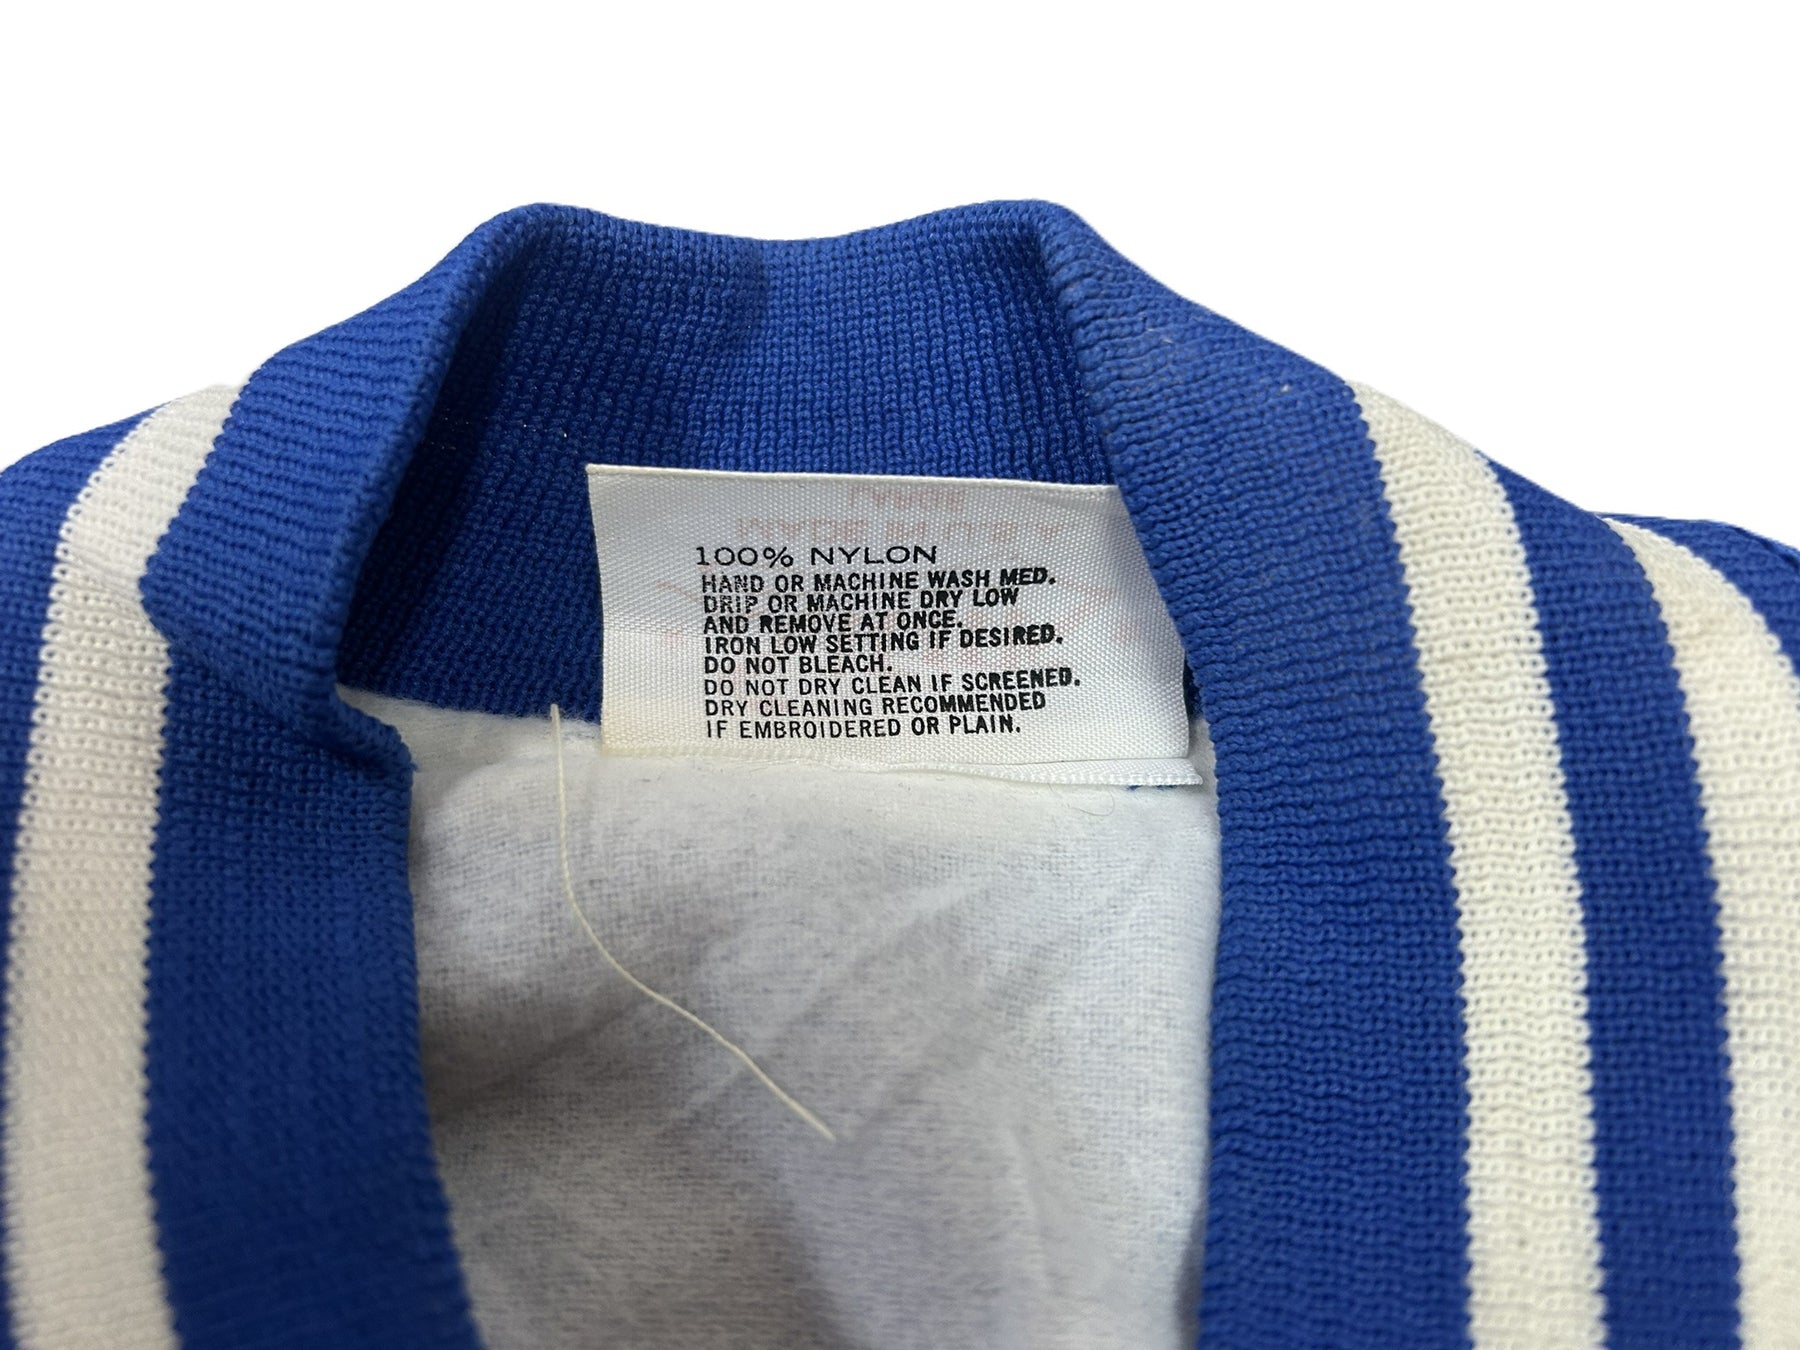 100% NYLON
HAND OR MACHINE WASH MED.
DRIP OR MACHINE DRY LOW
AND REMOVE AT ONCE.
IRON LOW SETTING IF DESIRED.
DO NOT BLEACH.
DO NOT DRY CLEAN IF SCREENED.
DRY CLEANING RECOMMENDED
IF EMBROIDERED OR PLAIN.